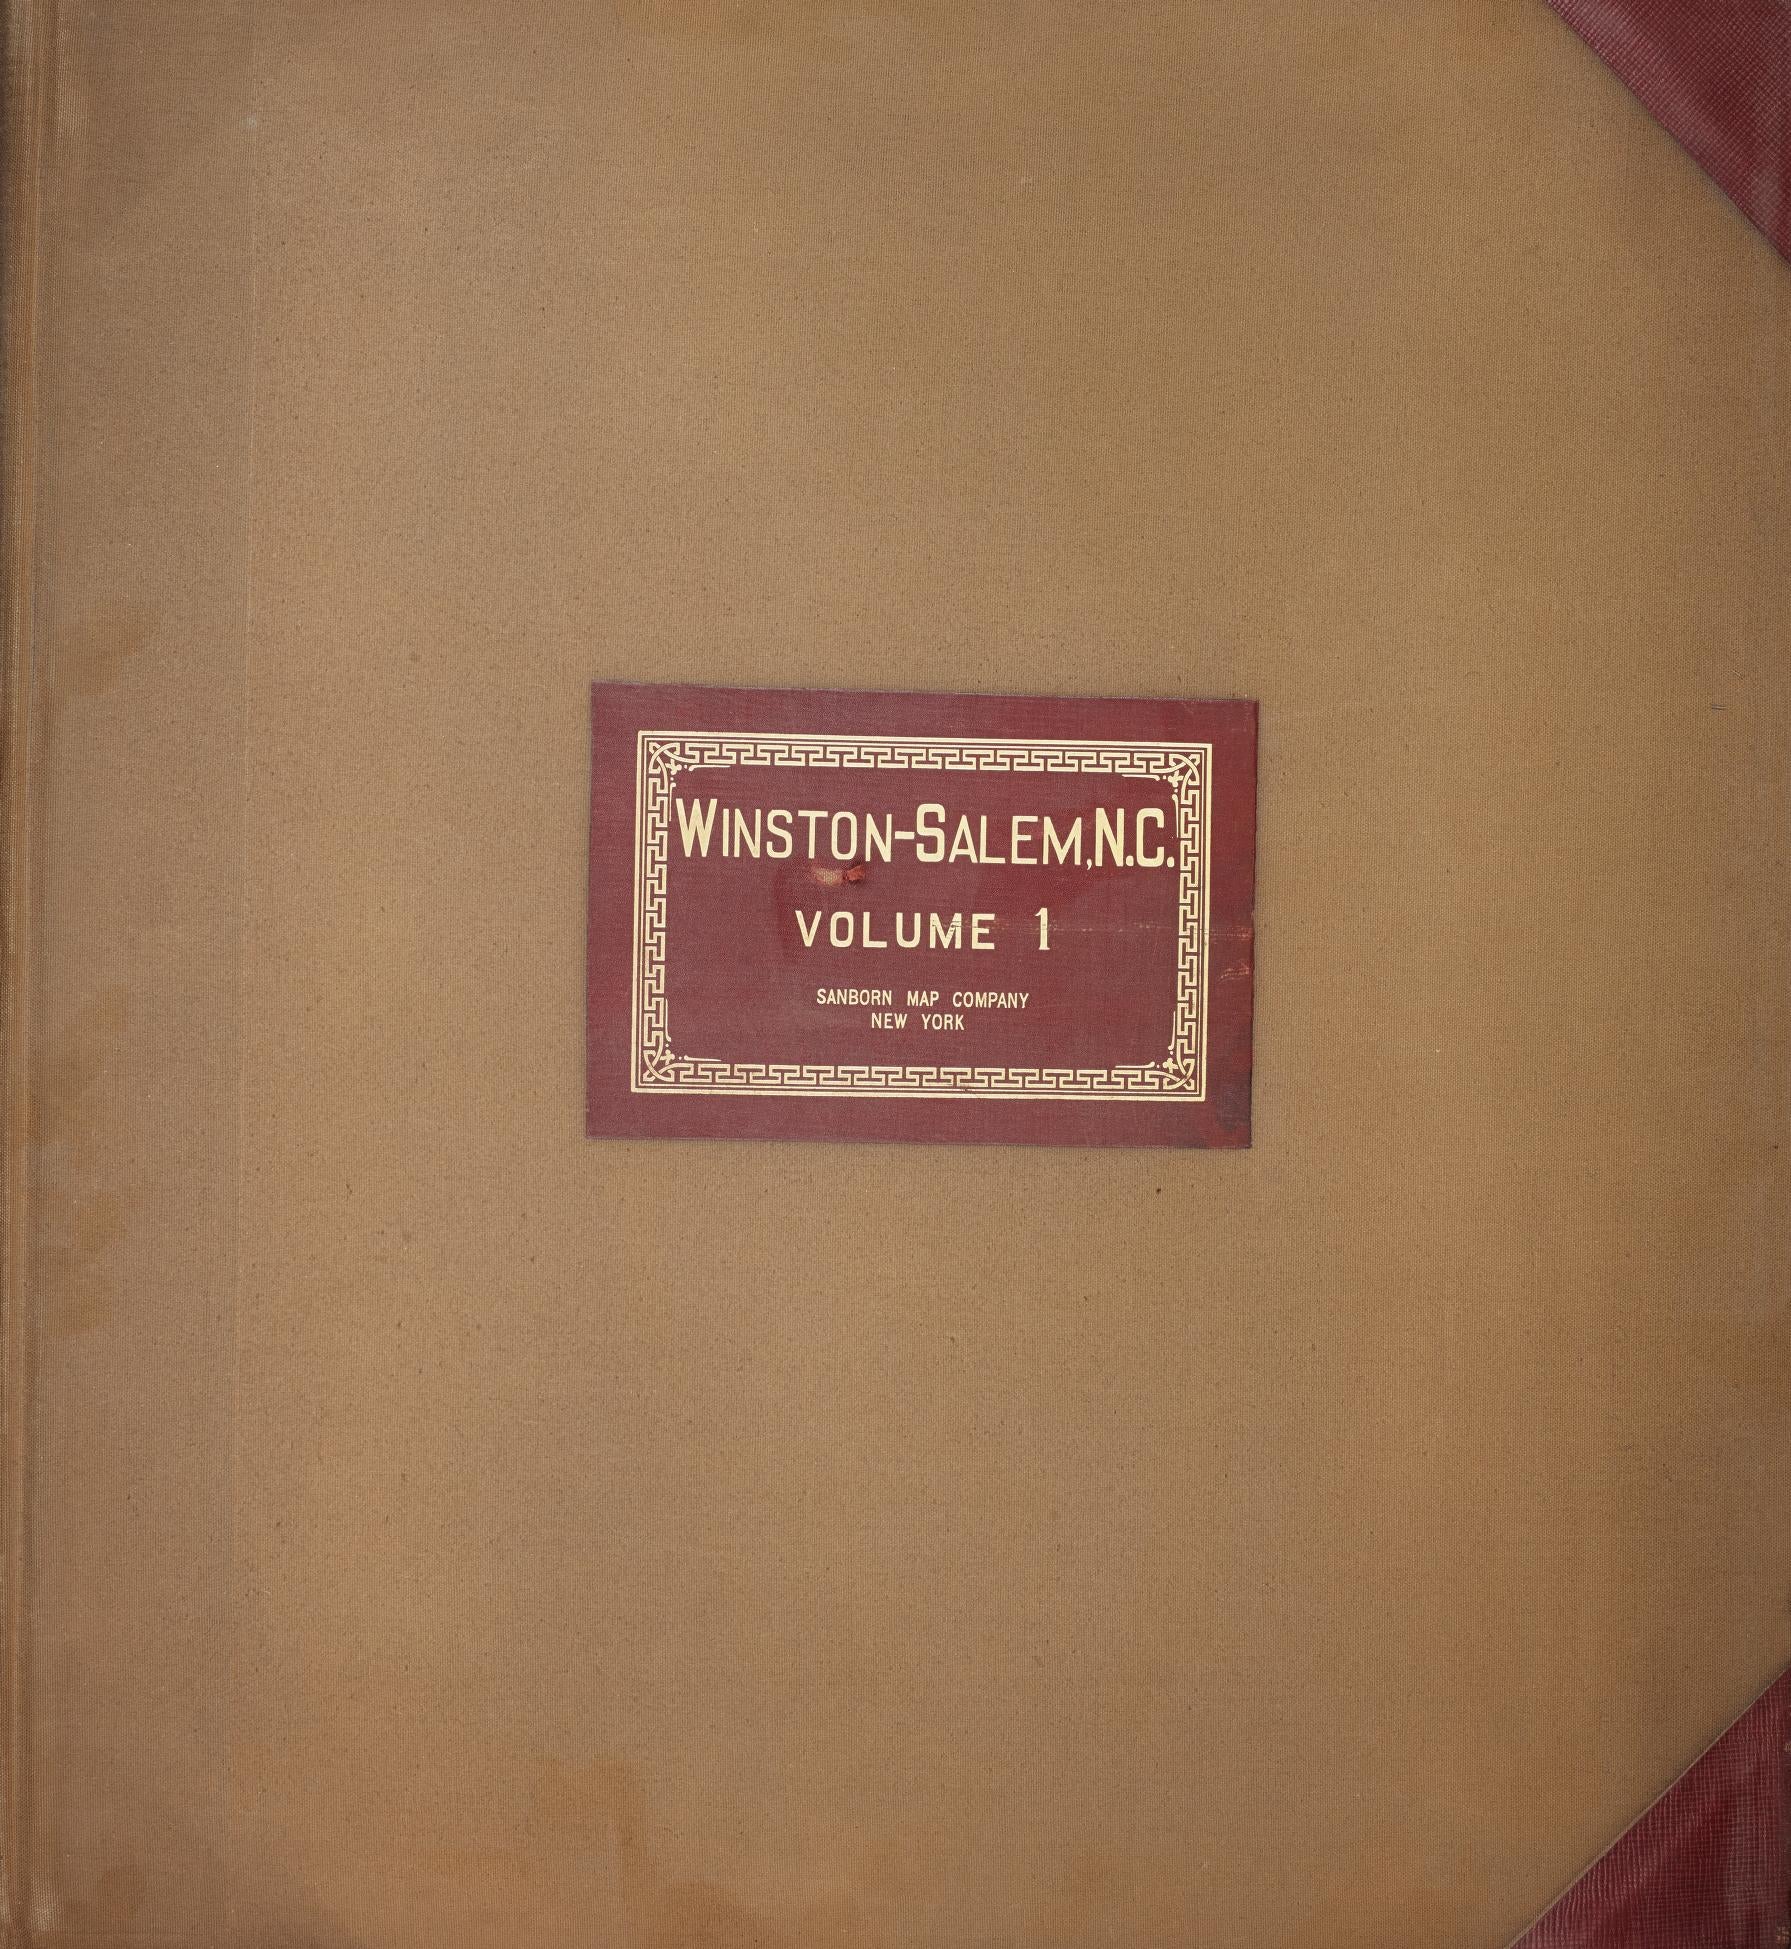 WINSTON-SALEM, N.C.
VOLUME 1
SANBORN MAP COMPANY
NEW YORK